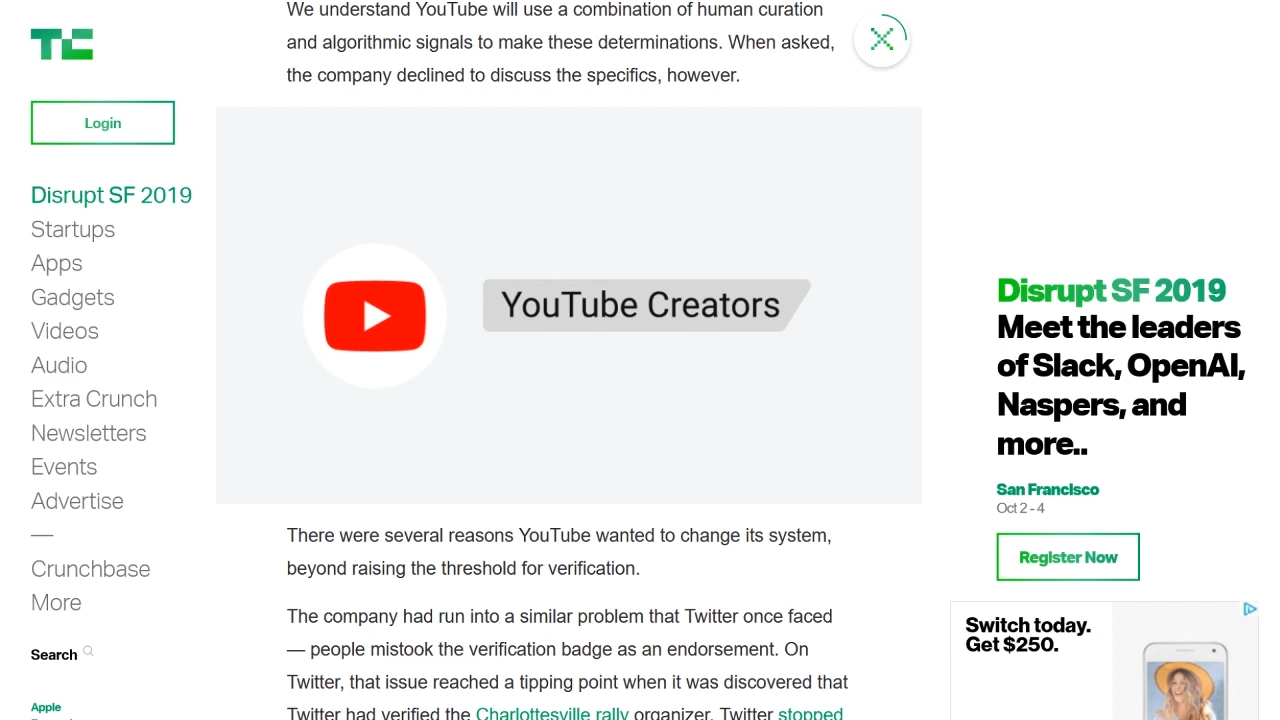 We understand YouTube will use a combination of human curation
and algorithmic signals to make these determinations. When asked,
the company declined to discuss the specifics, however.
TC
Login
Disrupt SF 2019
Startups
Apps
Gadgets
Videos
Audio
Extra Crunch
Newsletters
Events
Advertise
—
Crunchbase
More
Search
Apple
YouTube Creators
There were several reasons YouTube wanted to change its system,
beyond raising the threshold for verification.
The company had run into a similar problem that Twitter once faced
— people mistook the verification badge as an endorsement. On
Twitter, that issue reached a tipping point when it was discovered that
Twitter had verified the Charlottesville rally organizer. Twitter stopped
Disrupt SF 2019
Meet the leaders
of Slack, OpenAI,
Naspers, and
more..
San Francisco
Oct 2 - 4
Register Now
Switch today.
Get $250.